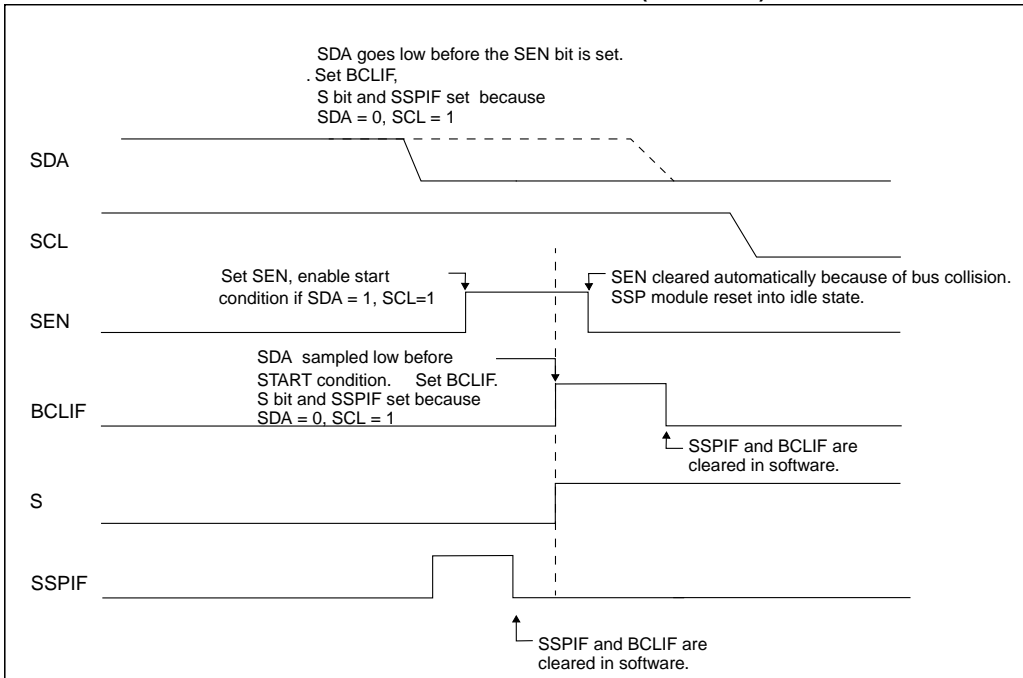 SDA goes low before the SEN bit is set.
. Set BCLIF,
S bit and SSPIF set because
SDA = 0, SCL = 1
SDA
SCL
Set SEN, enable start
condition if SDA = 1, SCL=1
SEN cleared automatically because of bus collision.
SSP module reset into idle state.
SEN
SDA sampled low before
START condition. Set BCLIF.
S bit and SSPIF set because
SDA = 0, SCL = 1
BCLIF
SSPIF and BCLIF are
cleared in software.
S
SSPIF
SSPIF and BCLIF are
cleared in software.